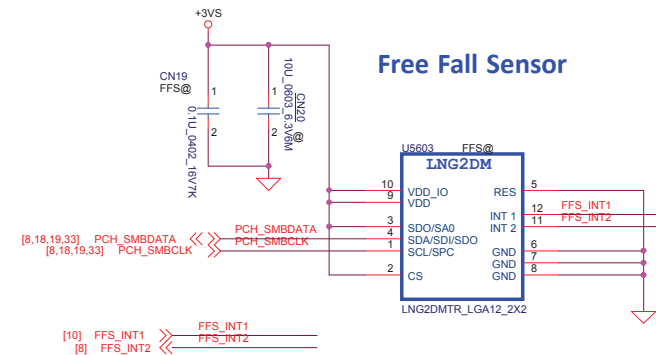 +3VS
Free Fall Sensor
CN19
FFS@
1
2
0.1U_0402_16V7K
10U_0603_6.3V6M
CN20
@
1
2
U5603 FFS@
LNG2DM
10 VDD_IO RES 5
9 VDD
INT 1 12 FFS_INT1
INT 2 11 FFS_INT2
3 SDO/SA0
[8,18,19,33] PCH_SMBDATA PCH_SMBDATA 4 SDA/SDI/SDO
[8,18,19,33] PCH_SMBCLK PCH_SMBCLK 1 SCL/SPC
GND 6
GND 7
2 CS GND 8
LNG2DMTR_LGA12_2X2
[10] FFS_INT1 FFS_INT1
[8] FFS_INT2 FFS_INT2